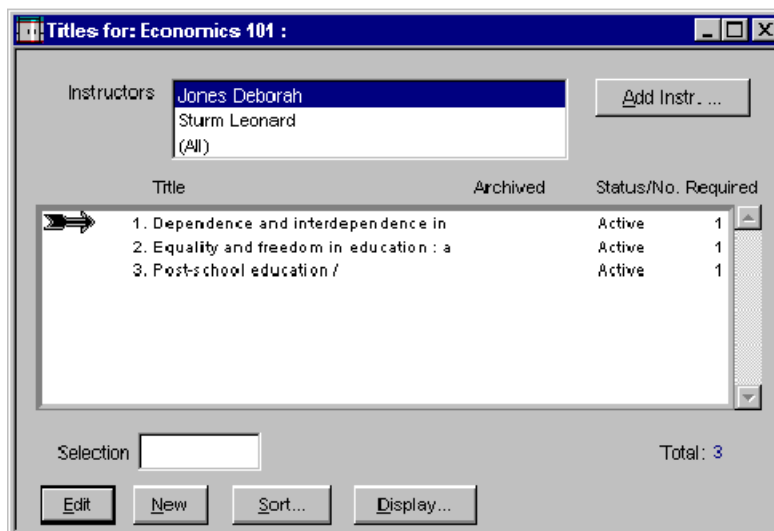 Titles for: Economics 101 :
Instructors Jones Deborah Add Instr. ...
Sturm Leonard
(All)
Title Archived Status/No. Required
1. Dependence and interdependence in Active 1
2. Equality and freedom in education : a Active 1
3. Post-school education / Active 1
Selection Total: 3
Edit New Sort... Display...